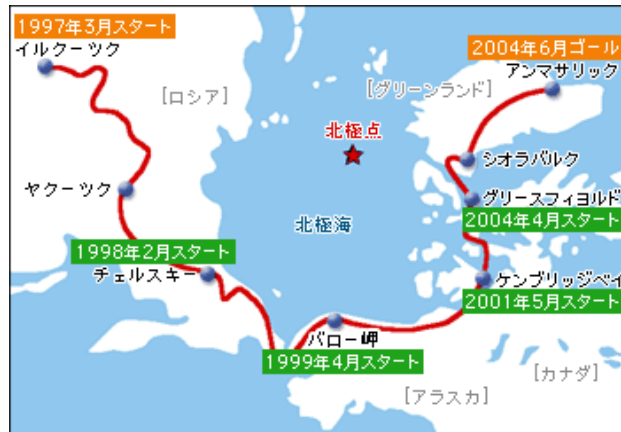 1997年3月スタート
イルクーツク
2004年6月ゴール
アンマサリック
[ロシア]
[グリーンランド]
北極点
シオラパルク
ヤクーツク
グリースフィヨルド
2004年4月スタート
北極海
1998年2月スタート
チェルスキー
ケンブリッジベイ
2001年5月スタート
バロー岬
1999年4月スタート
[カナダ]
[アラスカ]